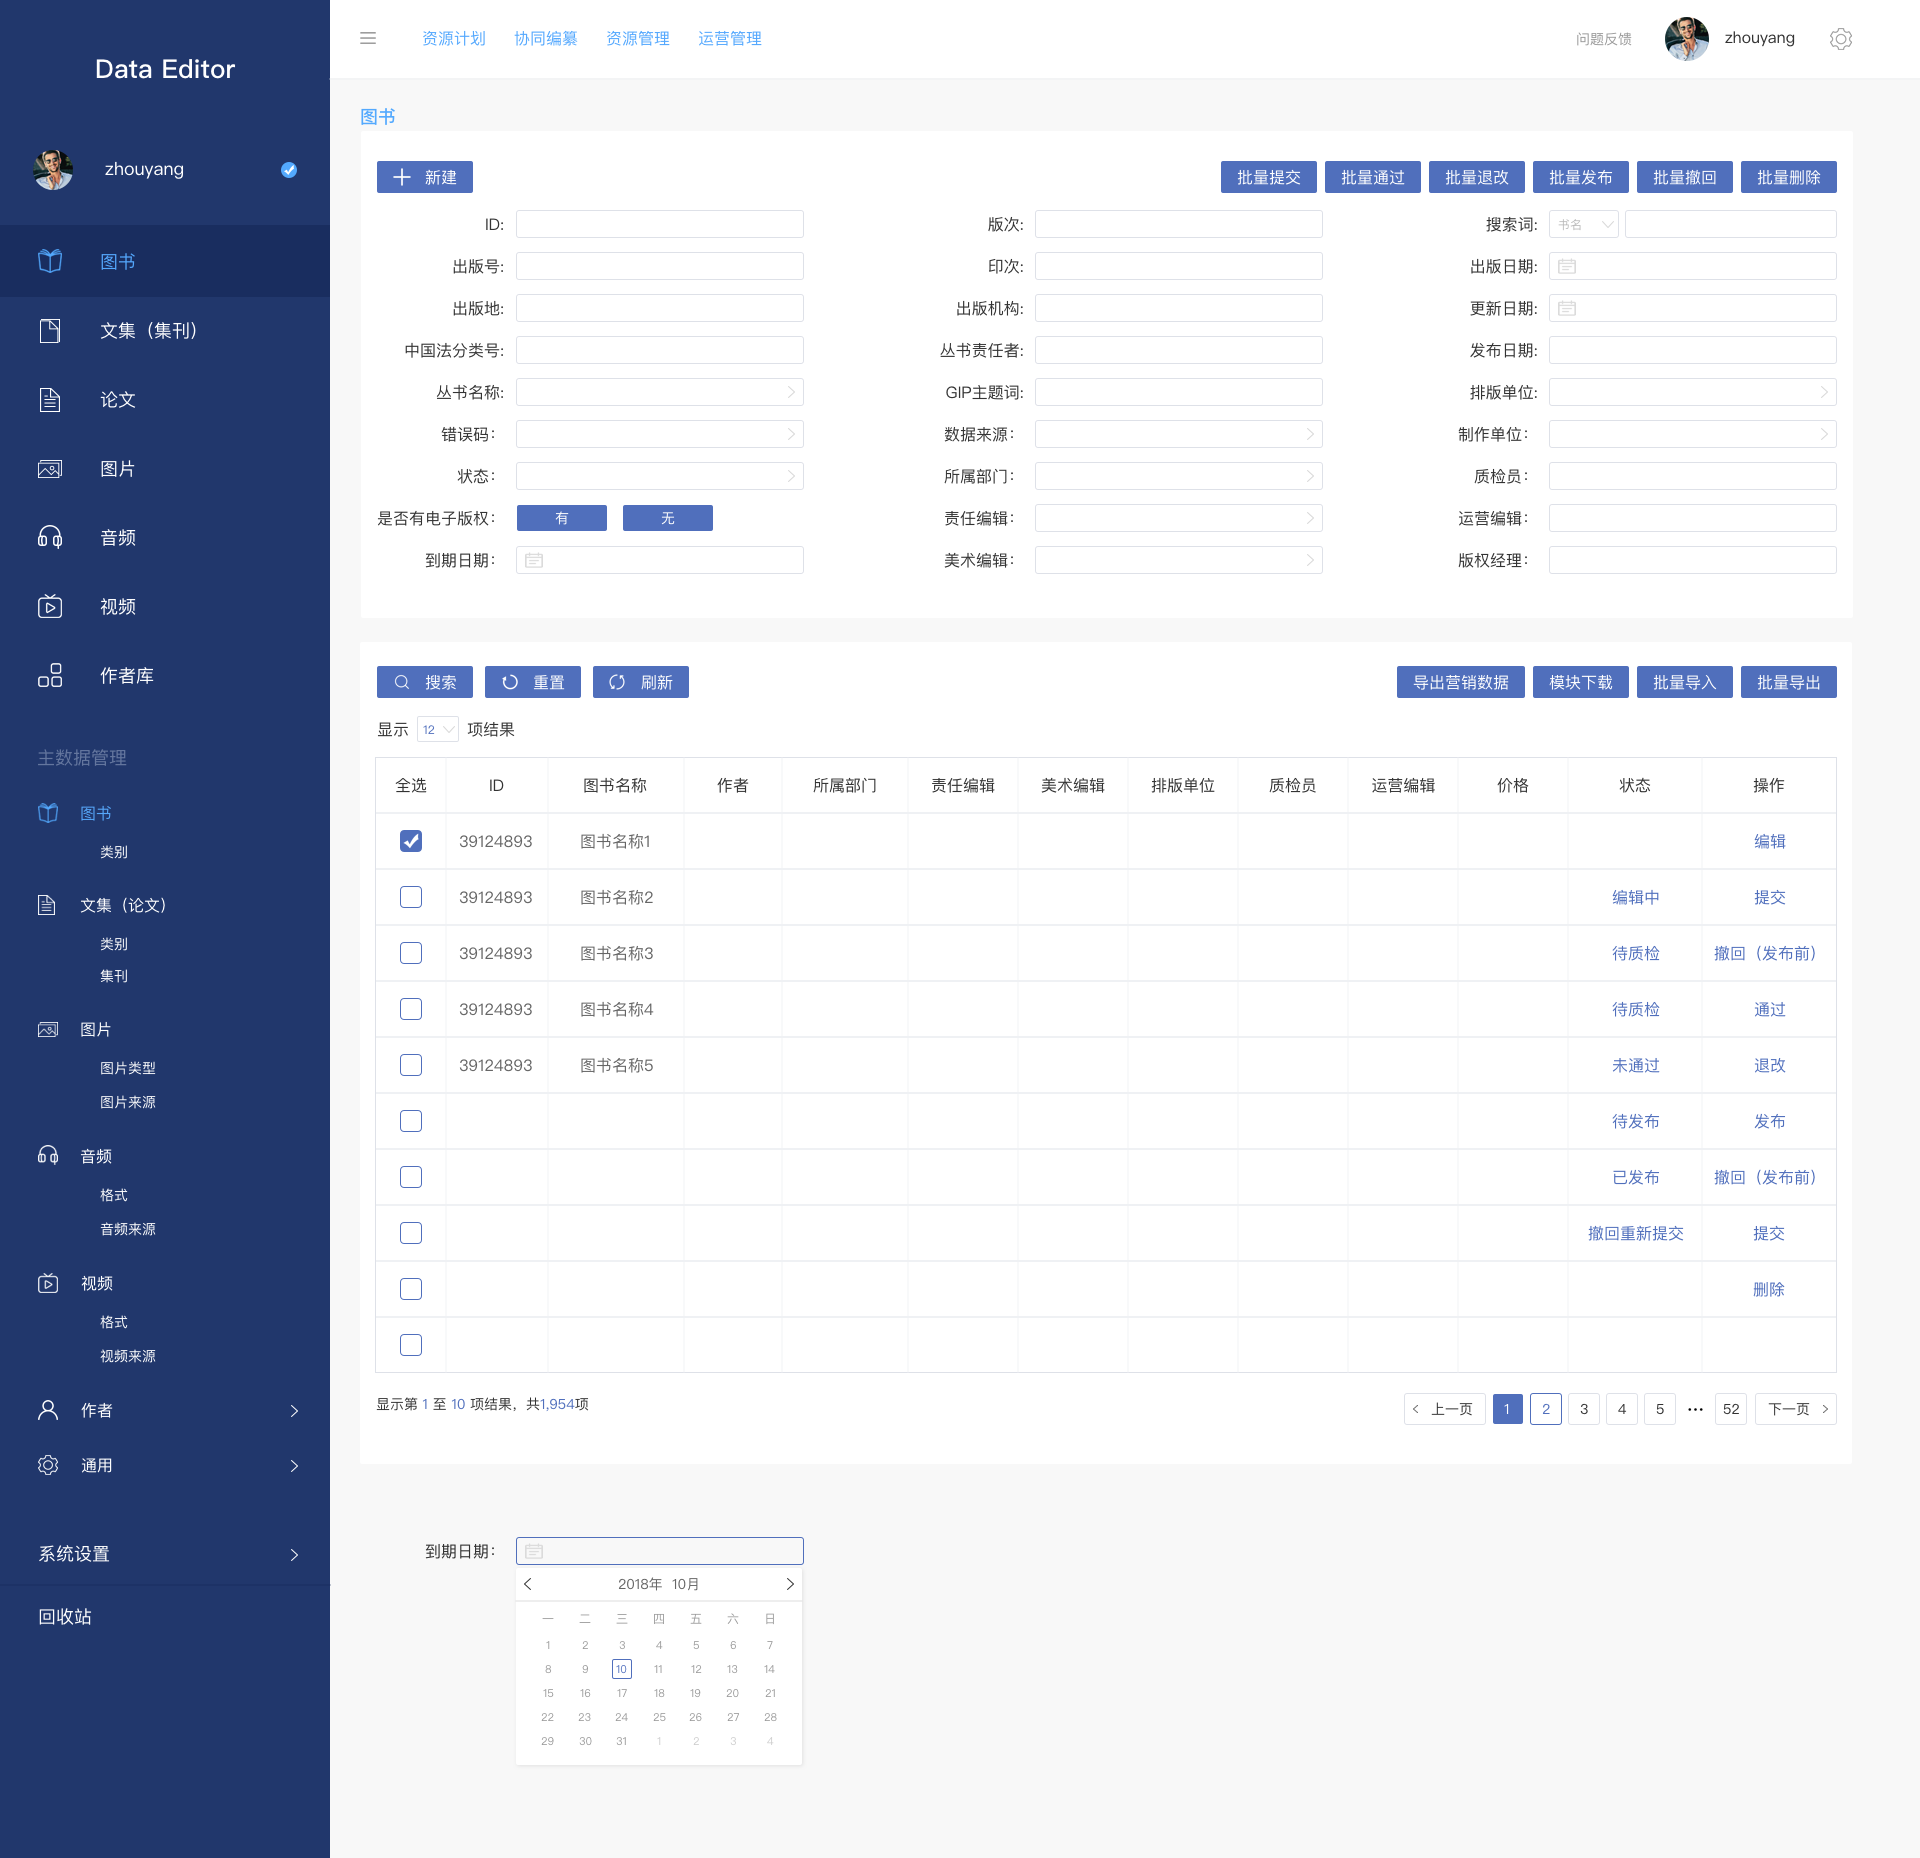 Data Editor
zhouyang
图书
文集（集刊）
论文
图片
音频
视频
作者库
主数据管理
图书
类别
文集（论文）
类别
集刊
图片
图片类型
图片来源
音频
格式
音频来源
视频
格式
视频来源
作者
通用
系统设置
回收站
资源计划 协同编纂 资源管理 运营管理 问题反馈 zhouyang
图书
新建 批量提交 批量通过 批量退改 批量发布 批量撤回 批量删除
ID: 版次: 搜索词: 书名
出版号: 印次: 出版日期:
出版地: 出版机构: 更新日期:
中国法分类号: 丛书责任者: 发布日期:
丛书名称: GIP主题词: 排版单位:
错误码： 数据来源： 制作单位：
状态： 所属部门： 质检员:
是否有电子版权： 有 无 责任编辑： 运营编辑：
到期日期： 美术编辑： 版权经理：
搜索 重置 刷新 导出营销数据 模块下载 批量导入 批量导出
显示 12 项结果
全选 ID 图书名称 作者 所属部门 责任编辑 美术编辑 排版单位 质检员 运营编辑 价格 状态 操作
39124893 图书名称1 编辑
39124893 图书名称2 编辑中 提交
39124893 图书名称3 待质检 撤回（发布前）
39124893 图书名称4 待质检 通过
39124893 图书名称5 未通过 退改
待发布 发布
已发布 撤回（发布前）
撤回重新提交 提交
删除
显示第 1 至 10 项结果，共1,954项 上一页 1 2 3 4 5 ••• 52 下一页
到期日期：
2018年 10月
一 二 三 四 五 六 日
1 2 3 4 5 6 7
8 9 10 11 12 13 14
15 16 17 18 19 20 21
22 23 24 25 26 27 28
29 30 31 1 2 3 4